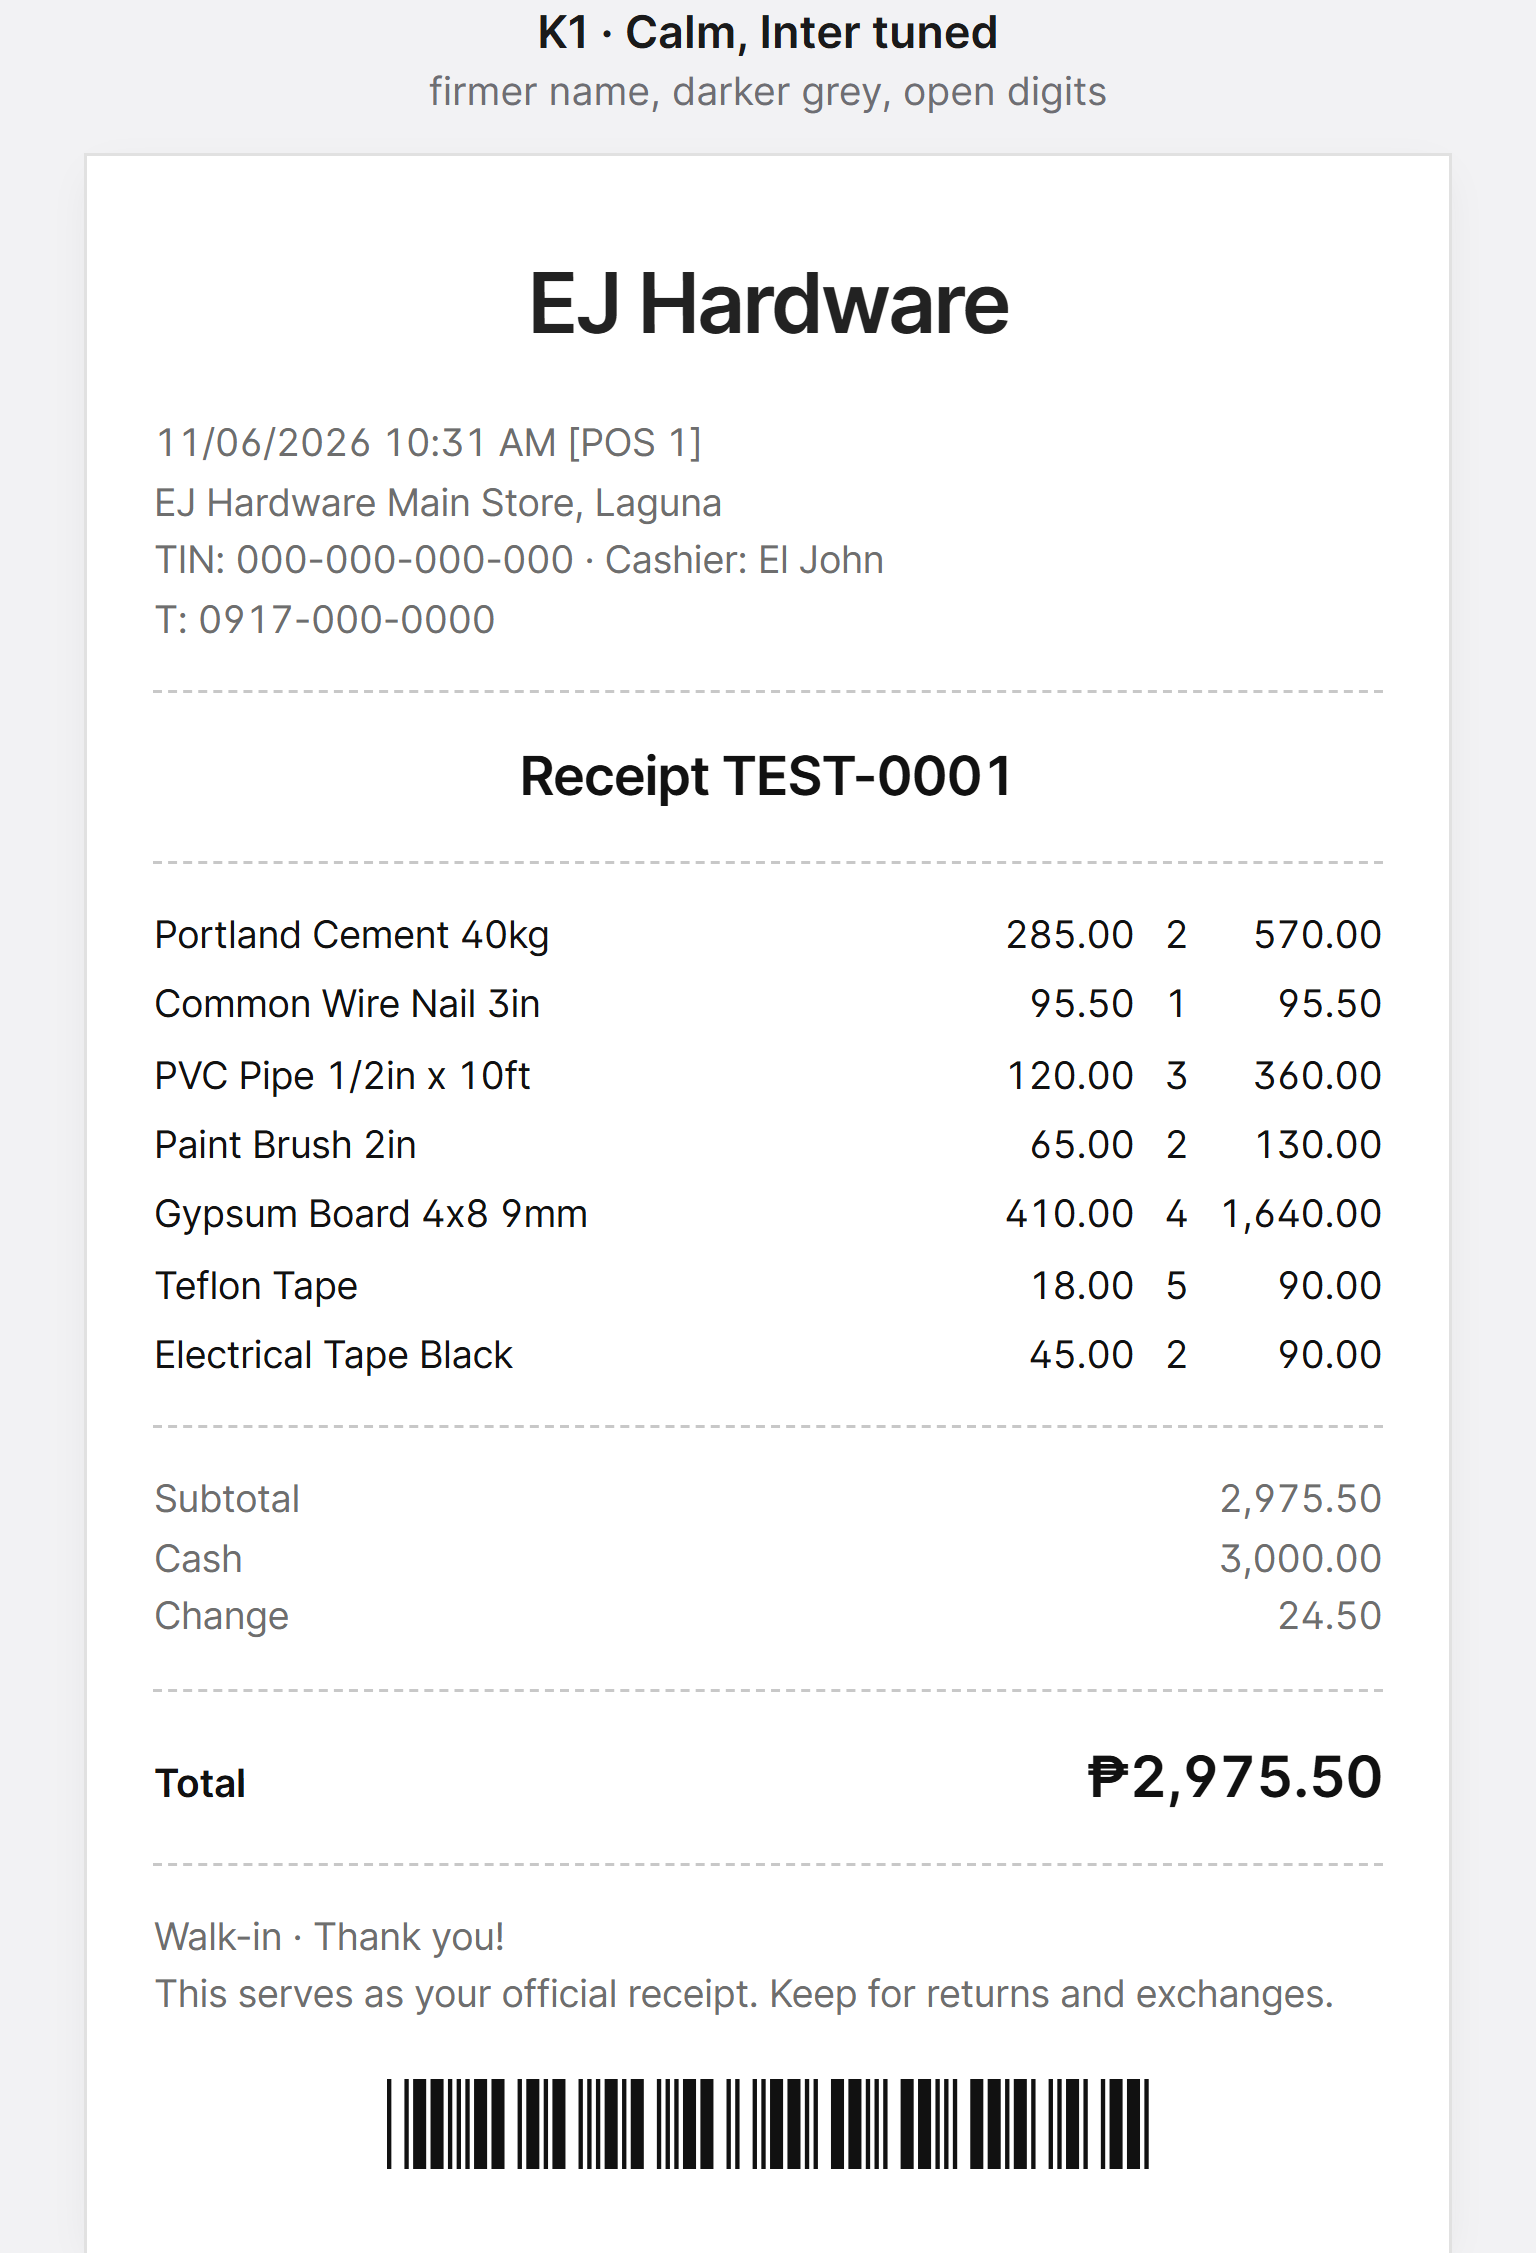 K1 · Calm, Inter tuned
firmer name, darker grey, open digits
EJ Hardware
11/06/2026 10:31 AM [POS 1]
EJ Hardware Main Store, Laguna
TIN: 000-000-000-000 · Cashier: El John
T: 0917-000-0000
Receipt TEST-0001
Portland Cement 40kg 285.00 2 570.00
Common Wire Nail 3in 95.50 1 95.50
PVC Pipe 1/2in x 10ft 120.00 3 360.00
Paint Brush 2in 65.00 2 130.00
Gypsum Board 4x8 9mm 410.00 4 1,640.00
Teflon Tape 18.00 5 90.00
Electrical Tape Black 45.00 2 90.00
Subtotal 2,975.50
Cash 3,000.00
Change 24.50
Total ₱2,975.50
Walk-in · Thank you!
This serves as your official receipt. Keep for returns and exchanges.